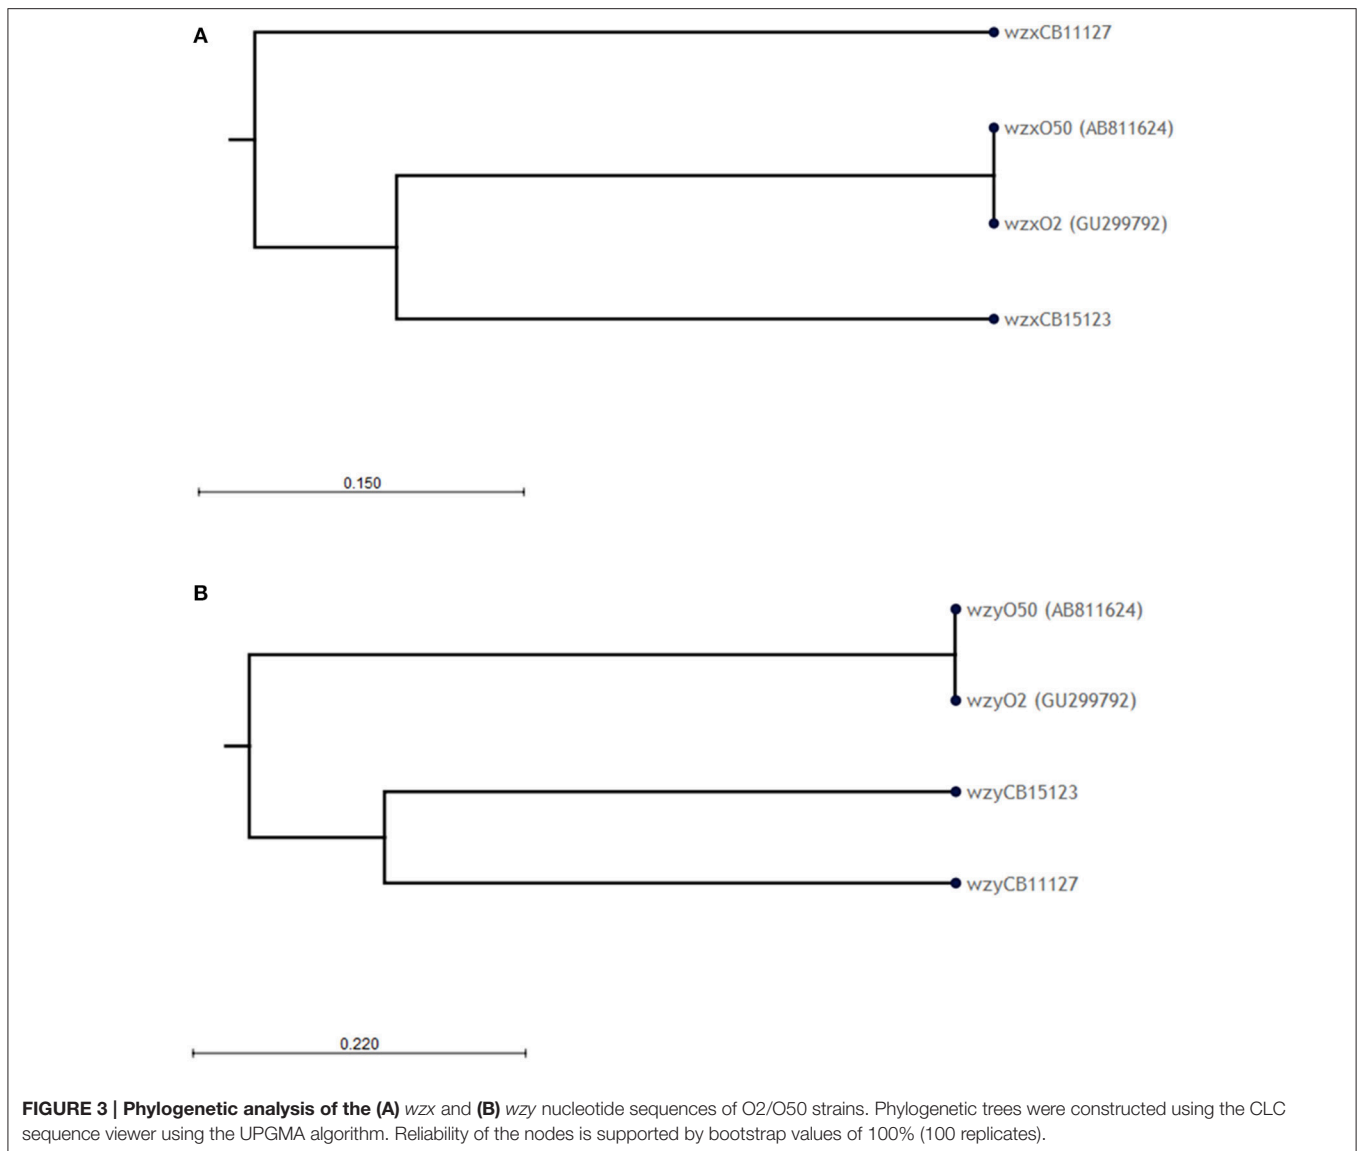 A
wzxCB11127
wzxO50 (AB811624)
wzxO2 (GU299792)
wzxCB15123
0.150
B
wzyO50 (AB811624)
wzyO2 (GU299792)
wzyCB15123
wzyCB11127
0.220
FIGURE 3 | Phylogenetic analysis of the (A) wzx and (B) wzy nucleotide sequences of O2/O50 strains. Phylogenetic trees were constructed using the CLC
sequence viewer using the UPGMA algorithm. Reliability of the nodes is supported by bootstrap values of 100% (100 replicates).